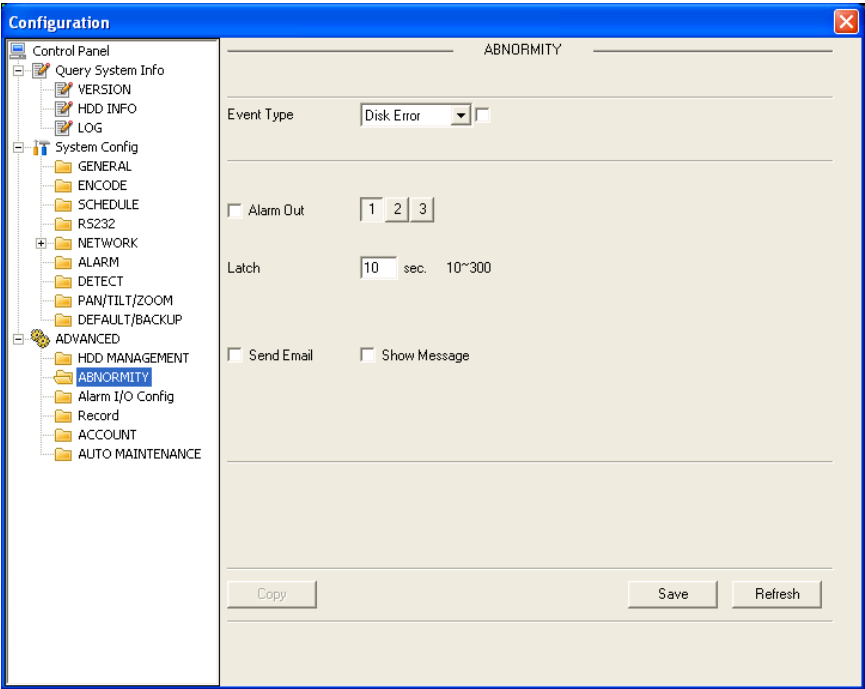 Configuration
Control Panel
Query System Info
VERSION
HDD INFO
LOG
System Config
GENERAL
ENCODE
SCHEDULE
RS232
NETWORK
ALARM
DETECT
PAN/TILT/ZOOM
DEFAULT/BACKUP
ADVANCED
HDD MANAGEMENT
ABNORMITY
Alarm I/O Config
Record
ACCOUNT
AUTO MAINTENANCE
ABNORMITY
Event Type Disk Error
Alarm Out 1 2 3
Latch 10 sec. 10~300
Send Email Show Message
Copy Save Refresh